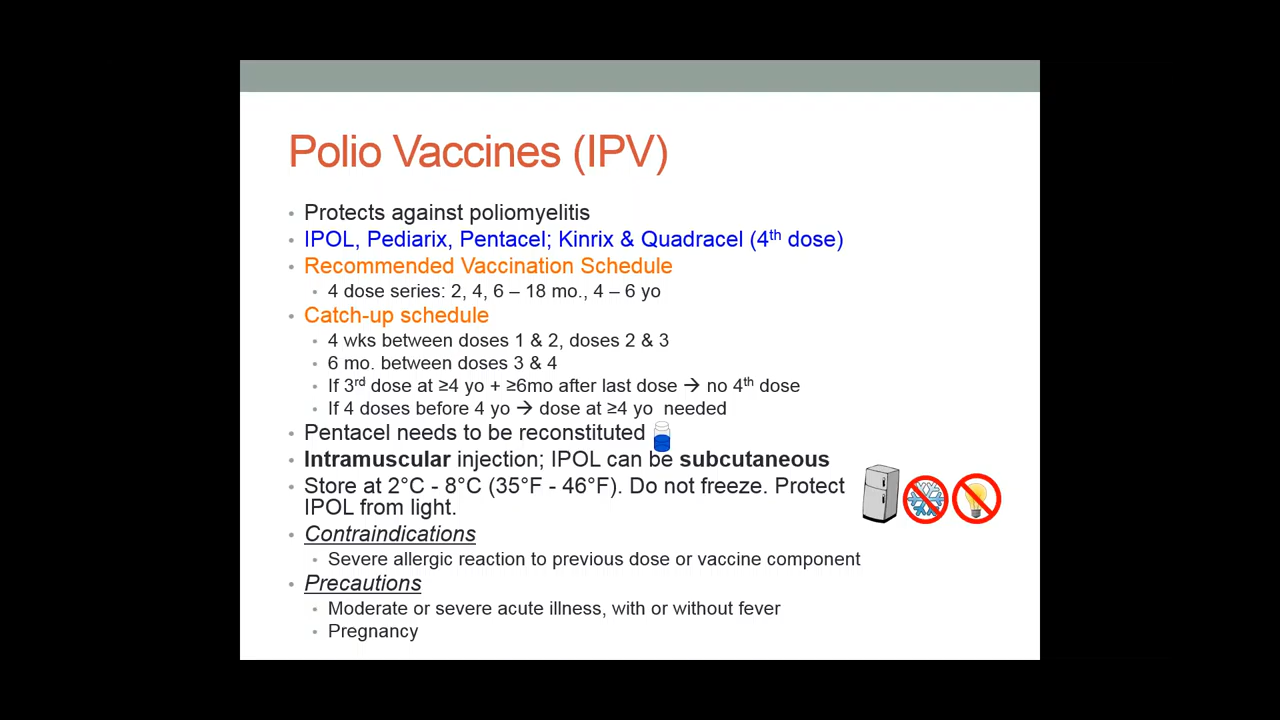 Polio Vaccines (IPV)
• Protects against poliomyelitis
• IPOL, Pediarix, Pentacel; Kinrix & Quadracel (4th dose)
• Recommended Vaccination Schedule
• 4 dose series: 2, 4, 6 – 18 mo., 4 – 6 yo
• Catch-up schedule
• 4 wks between doses 1 & 2, doses 2 & 3
• 6 mo. between doses 3 & 4
• If 3rd dose at ≥4 yo + ≥6mo after last dose → no 4th dose
• If 4 doses before 4 yo → dose at ≥4 yo needed
• Pentacel needs to be reconstituted
• Intramuscular injection; IPOL can be subcutaneous
• Store at 2°C - 8°C (35°F - 46°F). Do not freeze. Protect
IPOL from light.
• Contraindications
• Severe allergic reaction to previous dose or vaccine component
• Precautions
• Moderate or severe acute illness, with or without fever
• Pregnancy